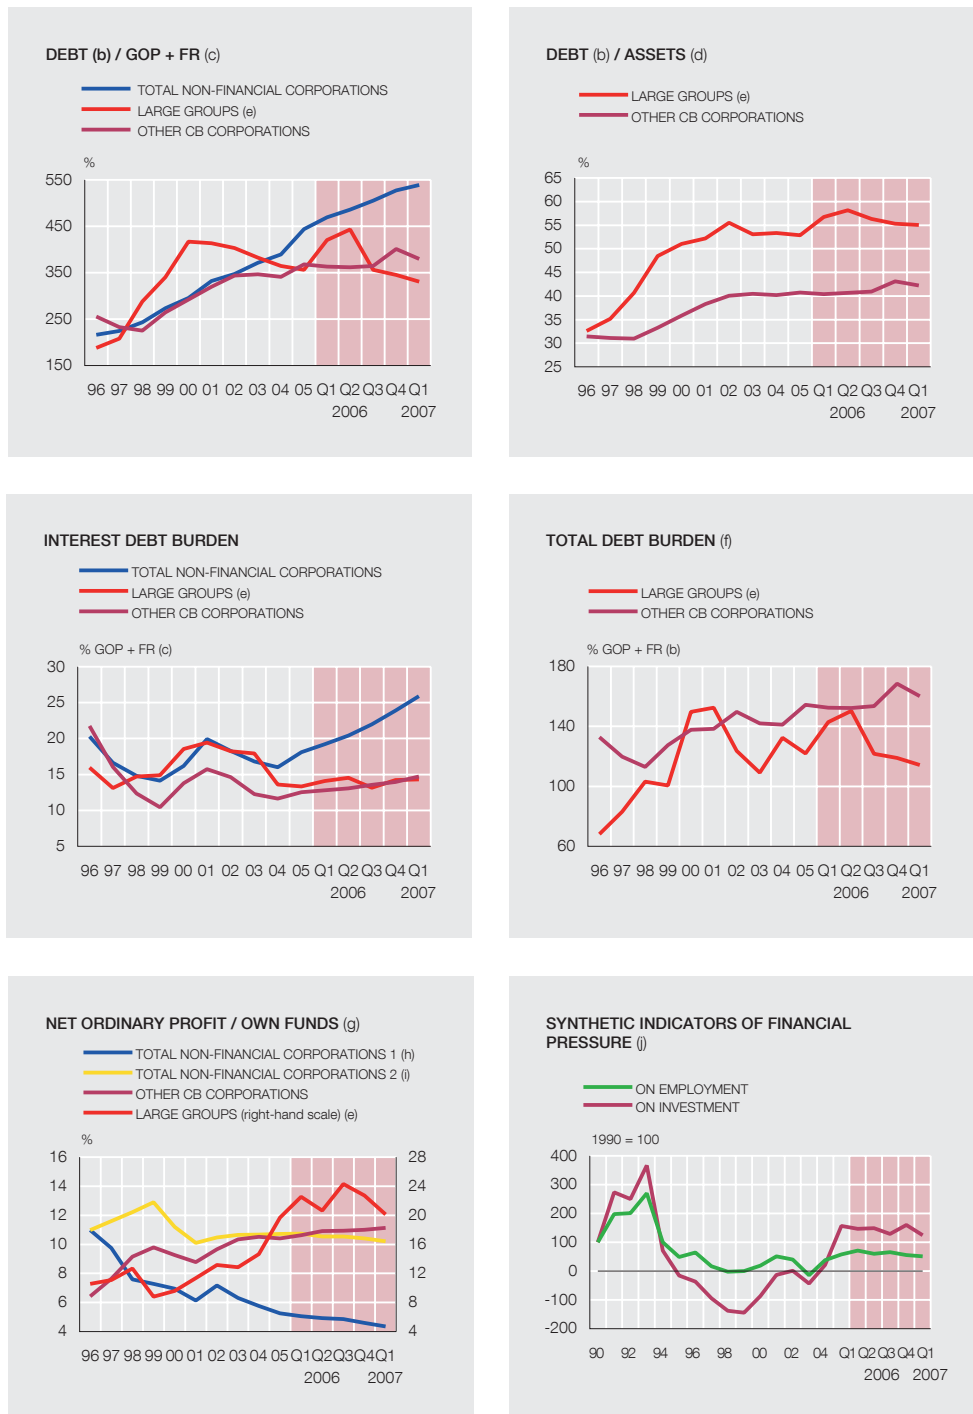 DEBT (b) / GOP + FR (c)
TOTAL NON-FINANCIAL CORPORATIONS
LARGE GROUPS (e)
OTHER CB CORPORATIONS
%
550
450
350
250
150
96 97 98 99 00 01 02 03 04 05 Q1 Q2 Q3 Q4 Q1
2006 2007
DEBT (b) / ASSETS (d)
LARGE GROUPS (e)
OTHER CB CORPORATIONS
%
65
60
55
50
45
40
35
30
25
96 97 98 99 00 01 02 03 04 05 Q1 Q2 Q3 Q4 Q1
2006 2007
INTEREST DEBT BURDEN
TOTAL NON-FINANCIAL CORPORATIONS
LARGE GROUPS (e)
OTHER CB CORPORATIONS
% GOP + FR (c)
30
25
20
15
10
5
96 97 98 99 00 01 02 03 04 05 Q1 Q2 Q3 Q4 Q1
2006 2007
TOTAL DEBT BURDEN (f)
LARGE GROUPS (e)
OTHER CB CORPORATIONS
% GOP + FR (b)
180
140
100
60
96 97 98 99 00 01 02 03 04 05 Q1 Q2 Q3 Q4 Q1
2006 2007
NET ORDINARY PROFIT / OWN FUNDS (g)
TOTAL NON-FINANCIAL CORPORATIONS 1 (h)
TOTAL NON-FINANCIAL CORPORATIONS 2 (i)
OTHER CB CORPORATIONS
LARGE GROUPS (right-hand scale) (e)
%
16 28
14 24
12 20
10 16
8 12
6 8
4 4
96 97 98 99 00 01 02 03 04 05 Q1 Q2 Q3 Q4 Q1
2006 2007
SYNTHETIC INDICATORS OF FINANCIAL
PRESSURE (j)
ON EMPLOYMENT
ON INVESTMENT
1990 = 100
400
300
200
100
0
-100
-200
90 92 94 96 98 00 02 04 Q1 Q2 Q3 Q4 Q1
2006 2007